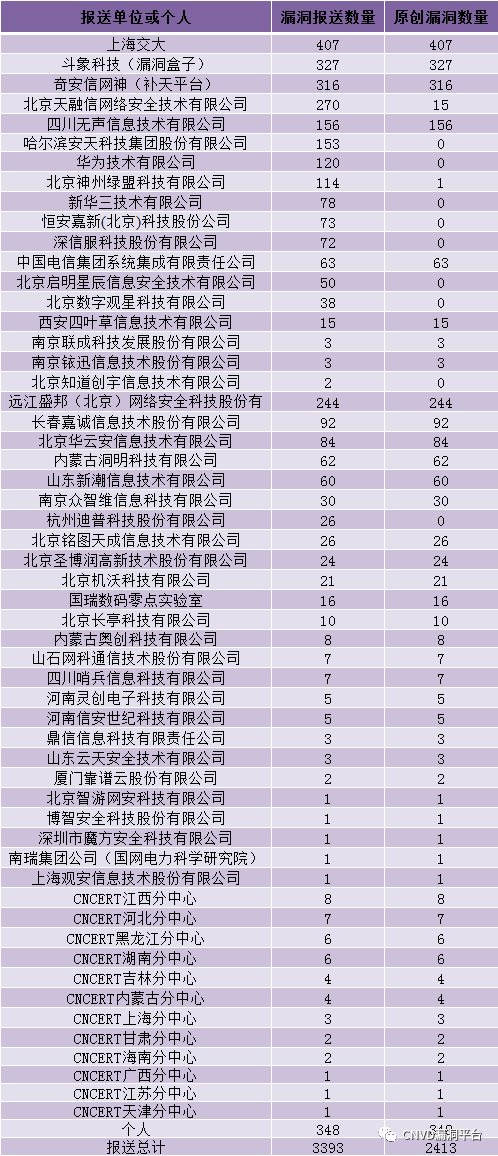 报送单位或个人 漏洞报送数量 原创漏洞数量
上海交大 407 407
斗象科技（漏洞盒子） 327 327
奇安信网神（补天平台） 316 316
北京天融信网络安全技术有限公司 270 15
四川无声信息技术有限公司 156 156
哈尔滨安天科技集团股份有限公司 153 0
华为技术有限公司 120 0
北京神州绿盟科技有限公司 114 1
新华三技术有限公司 78 0
恒安嘉新(北京)科技股份公司 73 0
深信服科技股份有限公司 72 0
中国电信集团系统集成有限责任公司 63 63
北京启明星辰信息安全技术有限公司 50 0
北京数字观星科技有限公司 38 0
西安四叶草信息技术有限公司 15 15
南京联成科技发展股份有限公司 3 3
南京铱迅信息技术股份有限公司 3 3
北京知道创宇信息技术有限公司 2 0
远江盛邦（北京）网络安全科技股份有 244 244
长春嘉诚信息技术股份有限公司 92 92
北京华云安信息技术有限公司 84 84
内蒙古洞明科技有限公司 62 62
山东新潮信息技术有限公司 60 60
南京众智维信息科技有限公司 30 30
杭州迪普科技股份有限公司 26 0
北京铭图天成信息技术有限公司 26 26
北京圣博润高新技术股份有限公司 24 24
北京机沃科技有限公司 21 21
国瑞数码零点实验室 16 16
北京长亭科技有限公司 10 10
内蒙古奥创科技有限公司 8 8
山石网科通信技术股份有限公司 7 7
四川哨兵信息科技有限公司 7 7
河南灵创电子科技有限公司 5 5
河南信安世纪科技有限公司 5 5
鼎信信息科技有限责任公司 3 3
山东云天安全技术有限公司 3 3
厦门靠谱云股份有限公司 2 2
北京智游网安科技有限公司 1 1
博智安全科技股份有限公司 1 1
深圳市魔方安全科技有限公司 1 1
南瑞集团公司（国网电力科学研究院） 1 1
上海观安信息技术股份有限公司 1 1
CNCERT江西分中心 8 8
CNCERT河北分中心 7 7
CNCERT黑龙江分中心 6 6
CNCERT湖南分中心 6 6
CNCERT吉林分中心 4 4
CNCERT内蒙古分中心 4 4
CNCERT上海分中心 3 3
CNCERT甘肃分中心 2 2
CNCERT海南分中心 2 2
CNCERT广西分中心 1 1
CNCERT江苏分中心 1 1
CNCERT天津分中心 1 1
个人 348 348
报送总计 3393 2413
CNVD漏洞平台